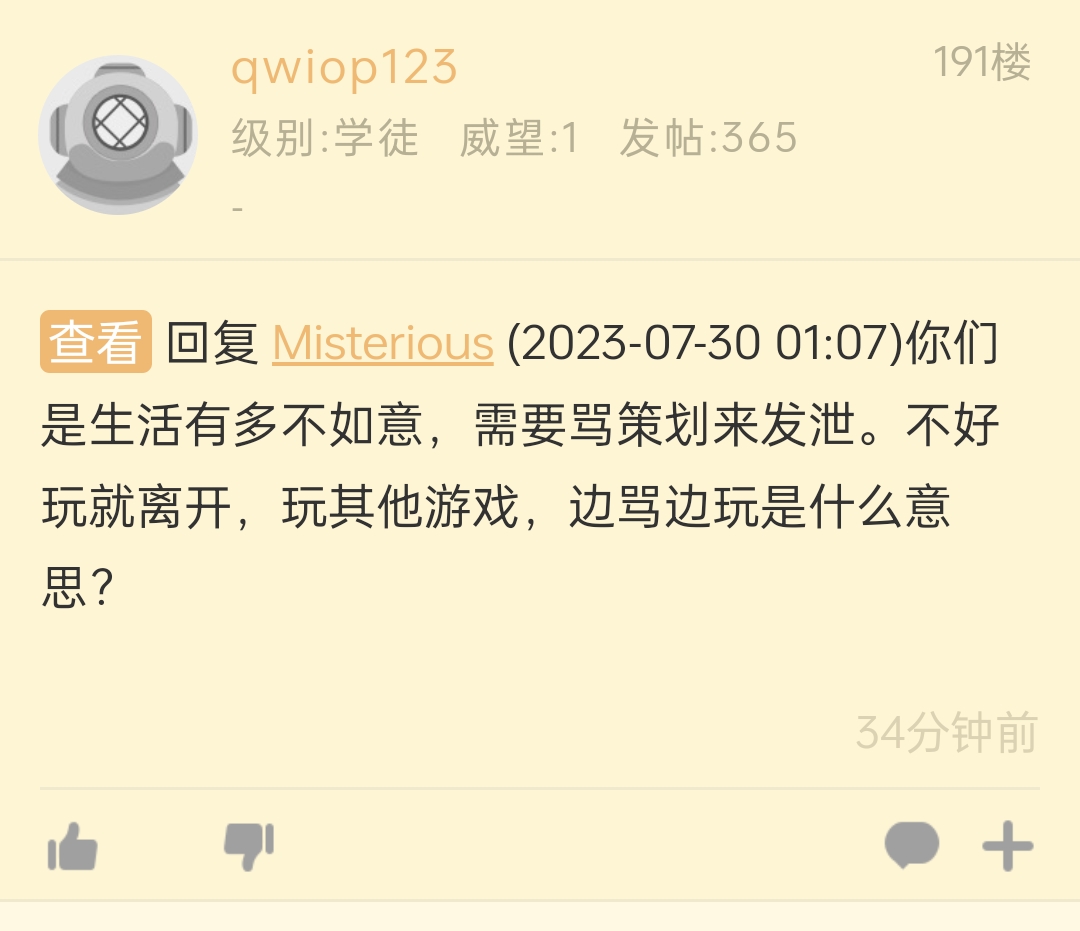 qwiop123
191楼
级别:学徒 威望:1 发帖:365
-
查看 回复 Misterious (2023-07-30 01:07)你们
是生活有多不如意，需要骂策划来发泄。不好
玩就离开，玩其他游戏，边骂边玩是什么意
思？
34分钟前